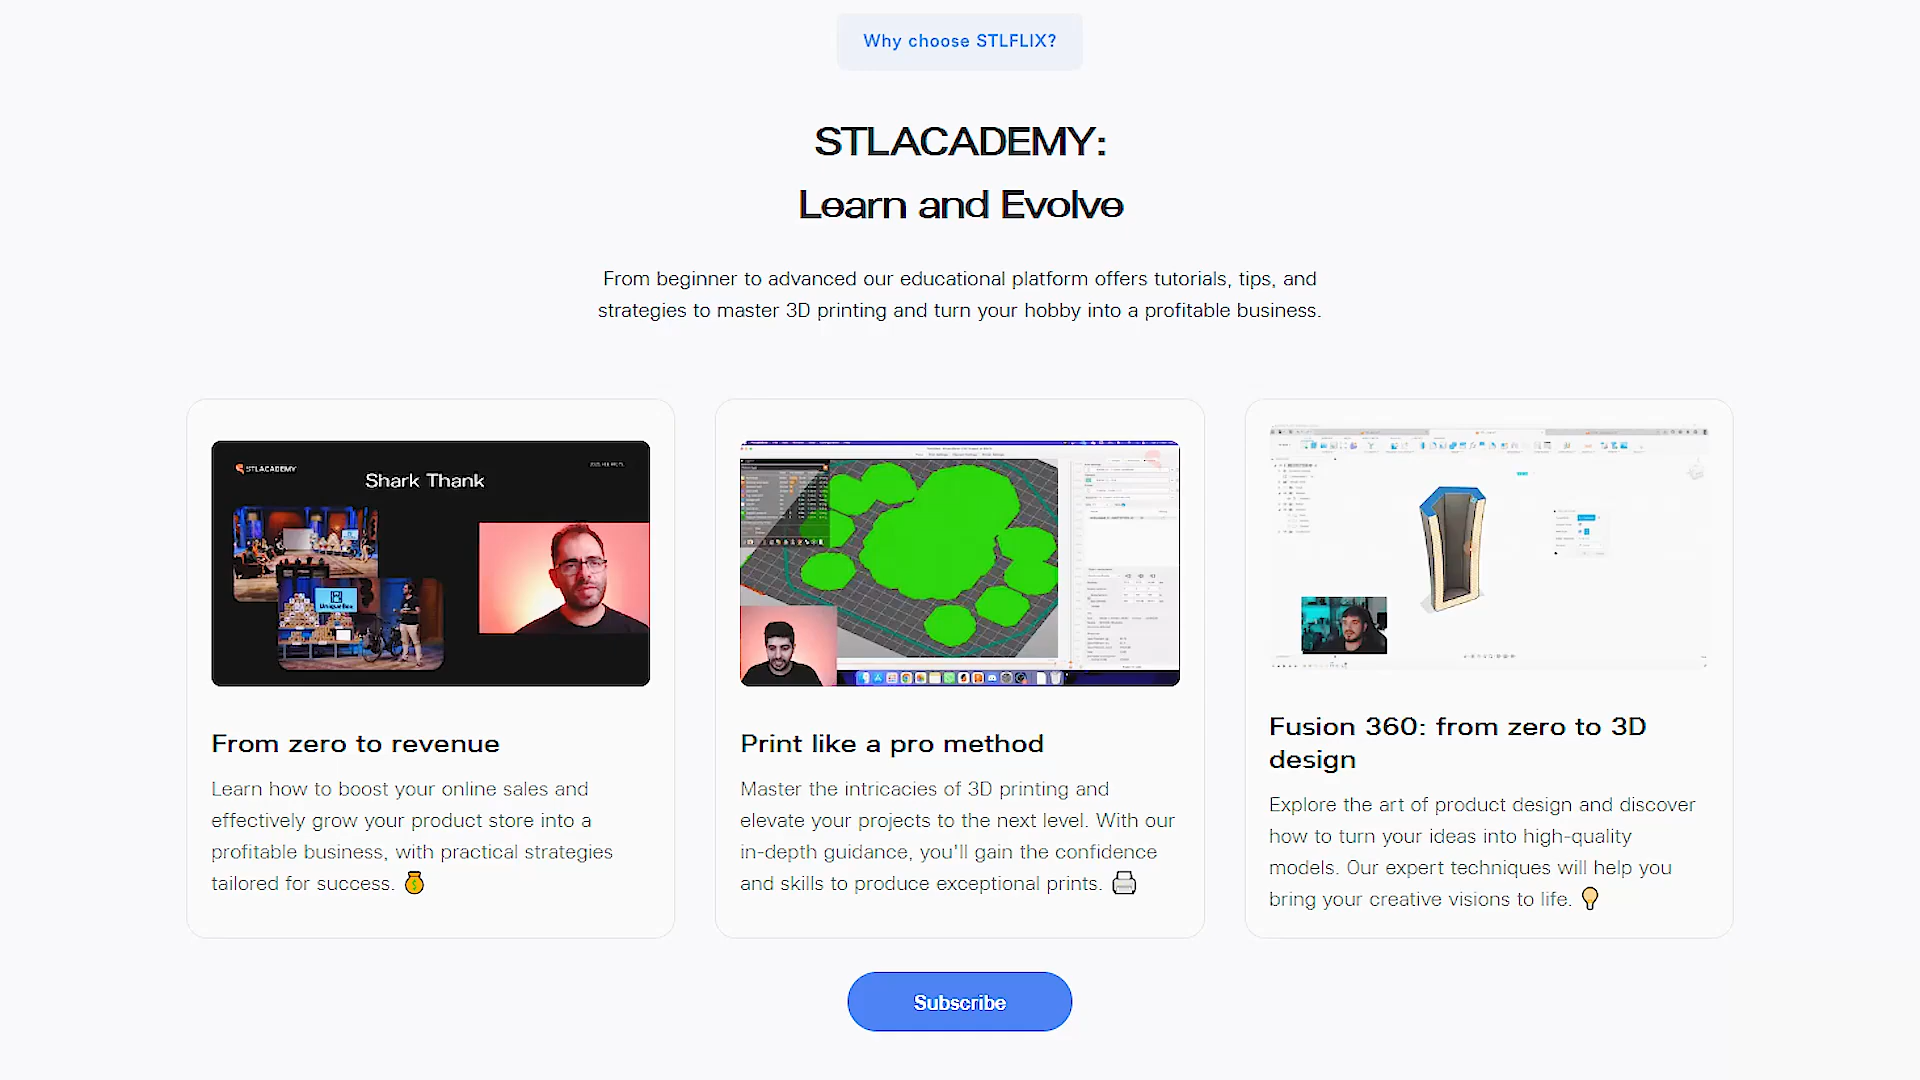 Why choose STLFLIX?
STLACADEMY:
Learn and Evolve
From beginner to advanced our educational platform offers tutorials, tips, and
strategies to master 3D printing and turn your hobby into a profitable business.
STLACADEMY
Shark Thank
UniqueBee
From zero to revenue
Learn how to boost your online sales and
effectively grow your product store into a
profitable business, with practical strategies
tailored for success.
Print like a pro method
Master the intricacies of 3D printing and
elevate your projects to the next level. With our
in-depth guidance, you'll gain the confidence
and skills to produce exceptional prints.
Fusion 360: from zero to 3D
design
Explore the art of product design and discover
how to turn your ideas into high-quality
models. Our expert techniques will help you
bring your creative visions to life.
Subscribe